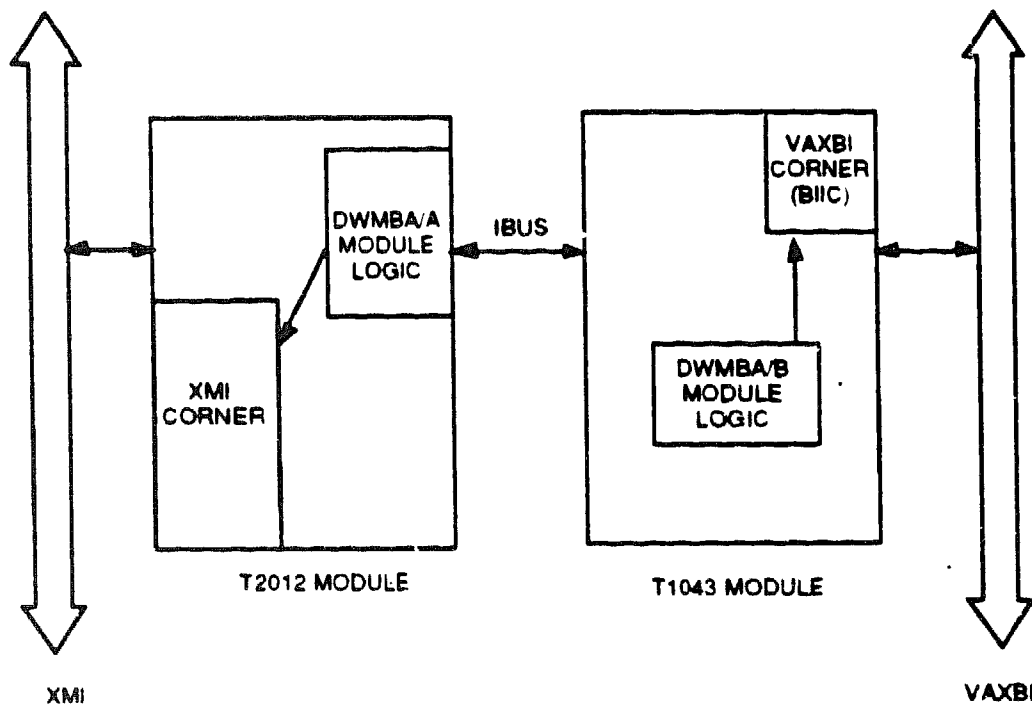 DWMBA/A
MODULE
LOGIC
XMI
CORNER
T2012 MODULE
IBUS
VAXBI
CORNER
(BIIC)
DWMBA/B
MODULE
LOGIC
T1043 MODULE
XMI
VAXBI